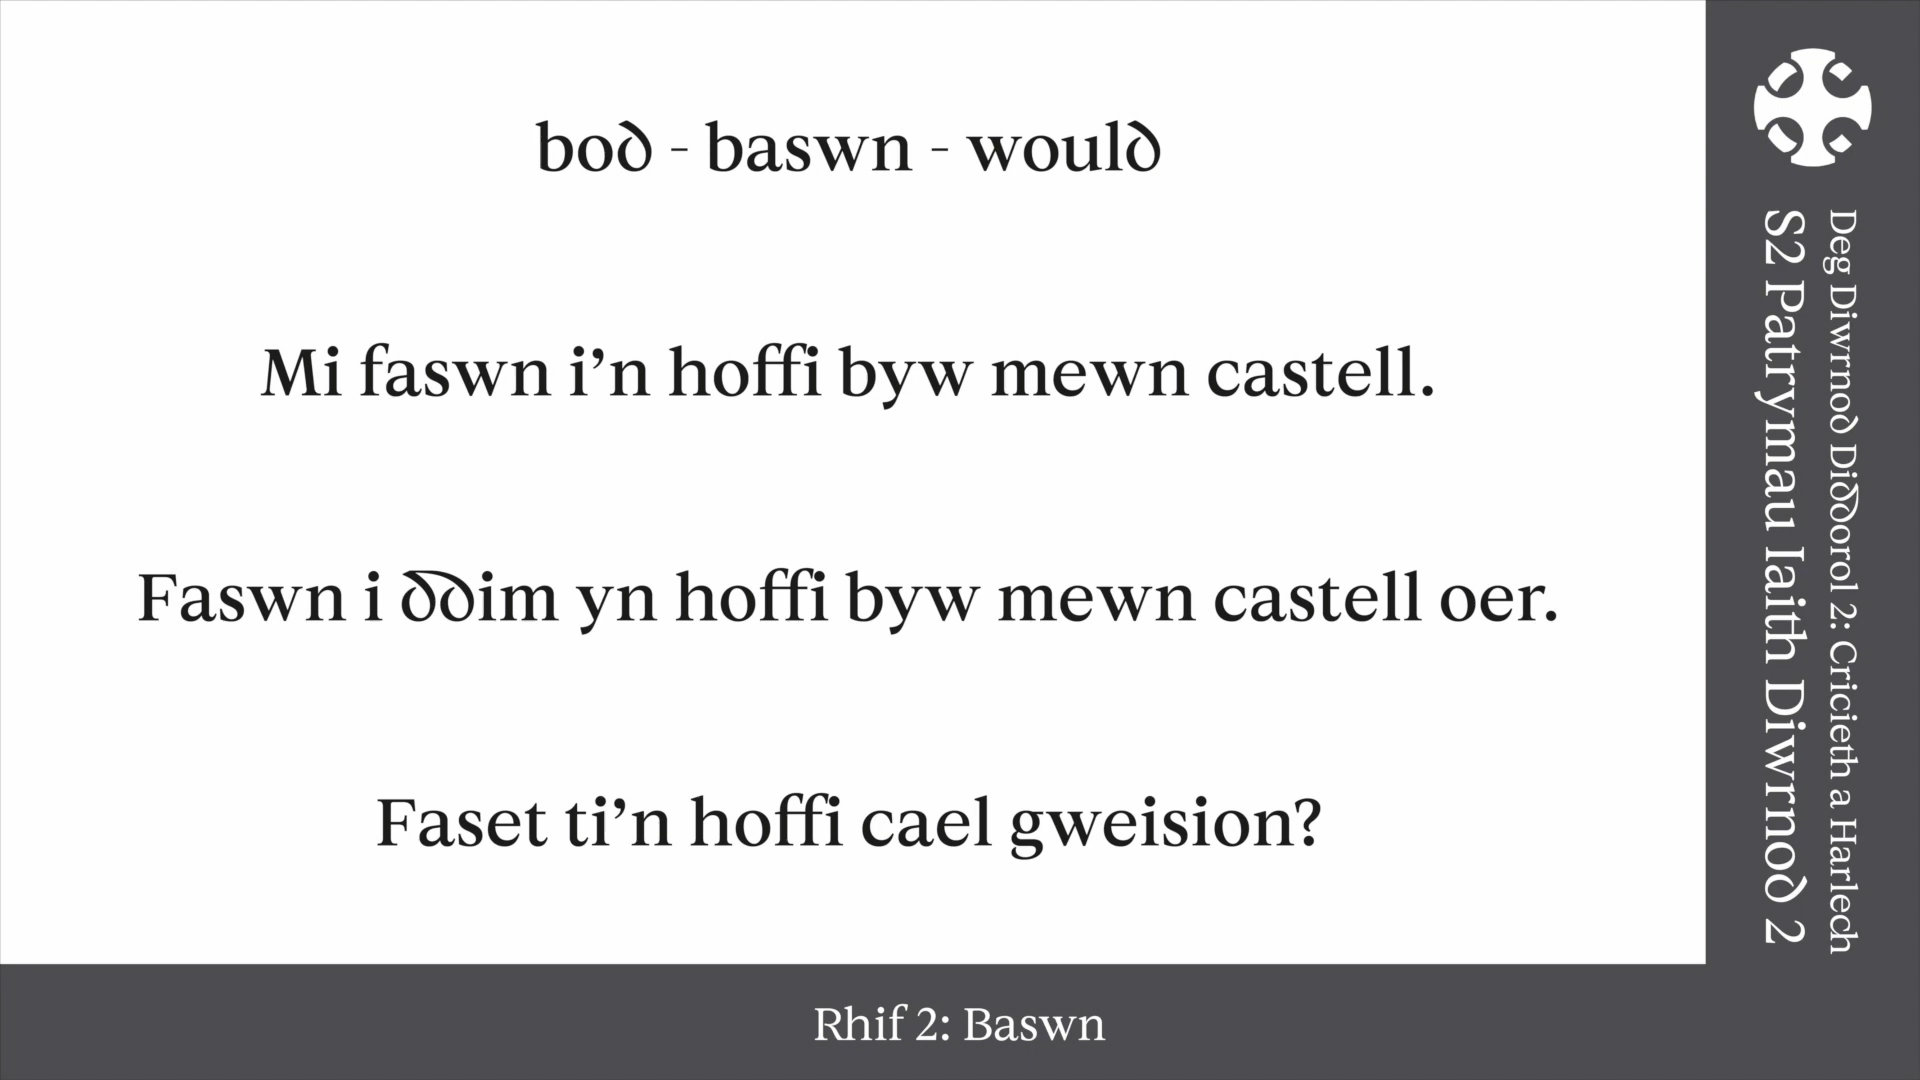 bod - baswn - would
Mi faswn i’n hoffi byw mewn castell.
Faswn i ddim yn hoffi byw mewn castell oer.
Faset ti’n hoffi cael gweision?
Deg Diwrnod Diddorol 2: Cricieth a Harlech
S2 Patrymau Iaith Diwrnod 2
Rhif 2: Baswn